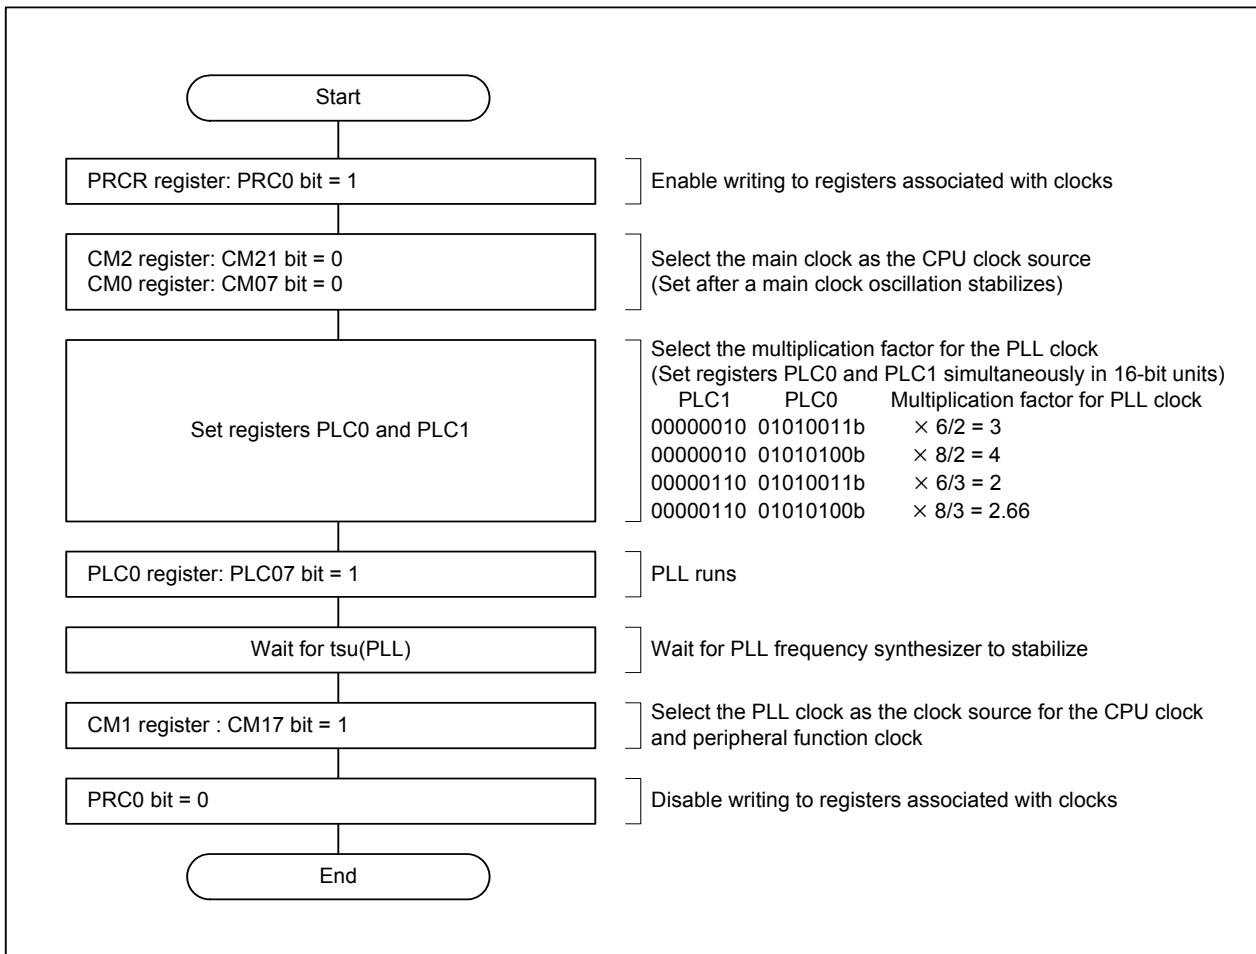 Start
PRCR register: PRC0 bit = 1
Enable writing to registers associated with clocks
CM2 register: CM21 bit = 0
CM0 register: CM07 bit = 0
Select the main clock as the CPU clock source
(Set after a main clock oscillation stabilizes)
Set registers PLC0 and PLC1
Select the multiplication factor for the PLL clock
(Set registers PLC0 and PLC1 simultaneously in 16-bit units)
PLC1 PLC0 Multiplication factor for PLL clock
00000010 01010011b × 6/2 = 3
00000010 01010100b × 8/2 = 4
00000110 01010011b × 6/3 = 2
00000110 01010100b × 8/3 = 2.66
PLC0 register: PLC07 bit = 1
PLL runs
Wait for tsu(PLL)
Wait for PLL frequency synthesizer to stabilize
CM1 register : CM17 bit = 1
Select the PLL clock as the clock source for the CPU clock
and peripheral function clock
PRC0 bit = 0
Disable writing to registers associated with clocks
End